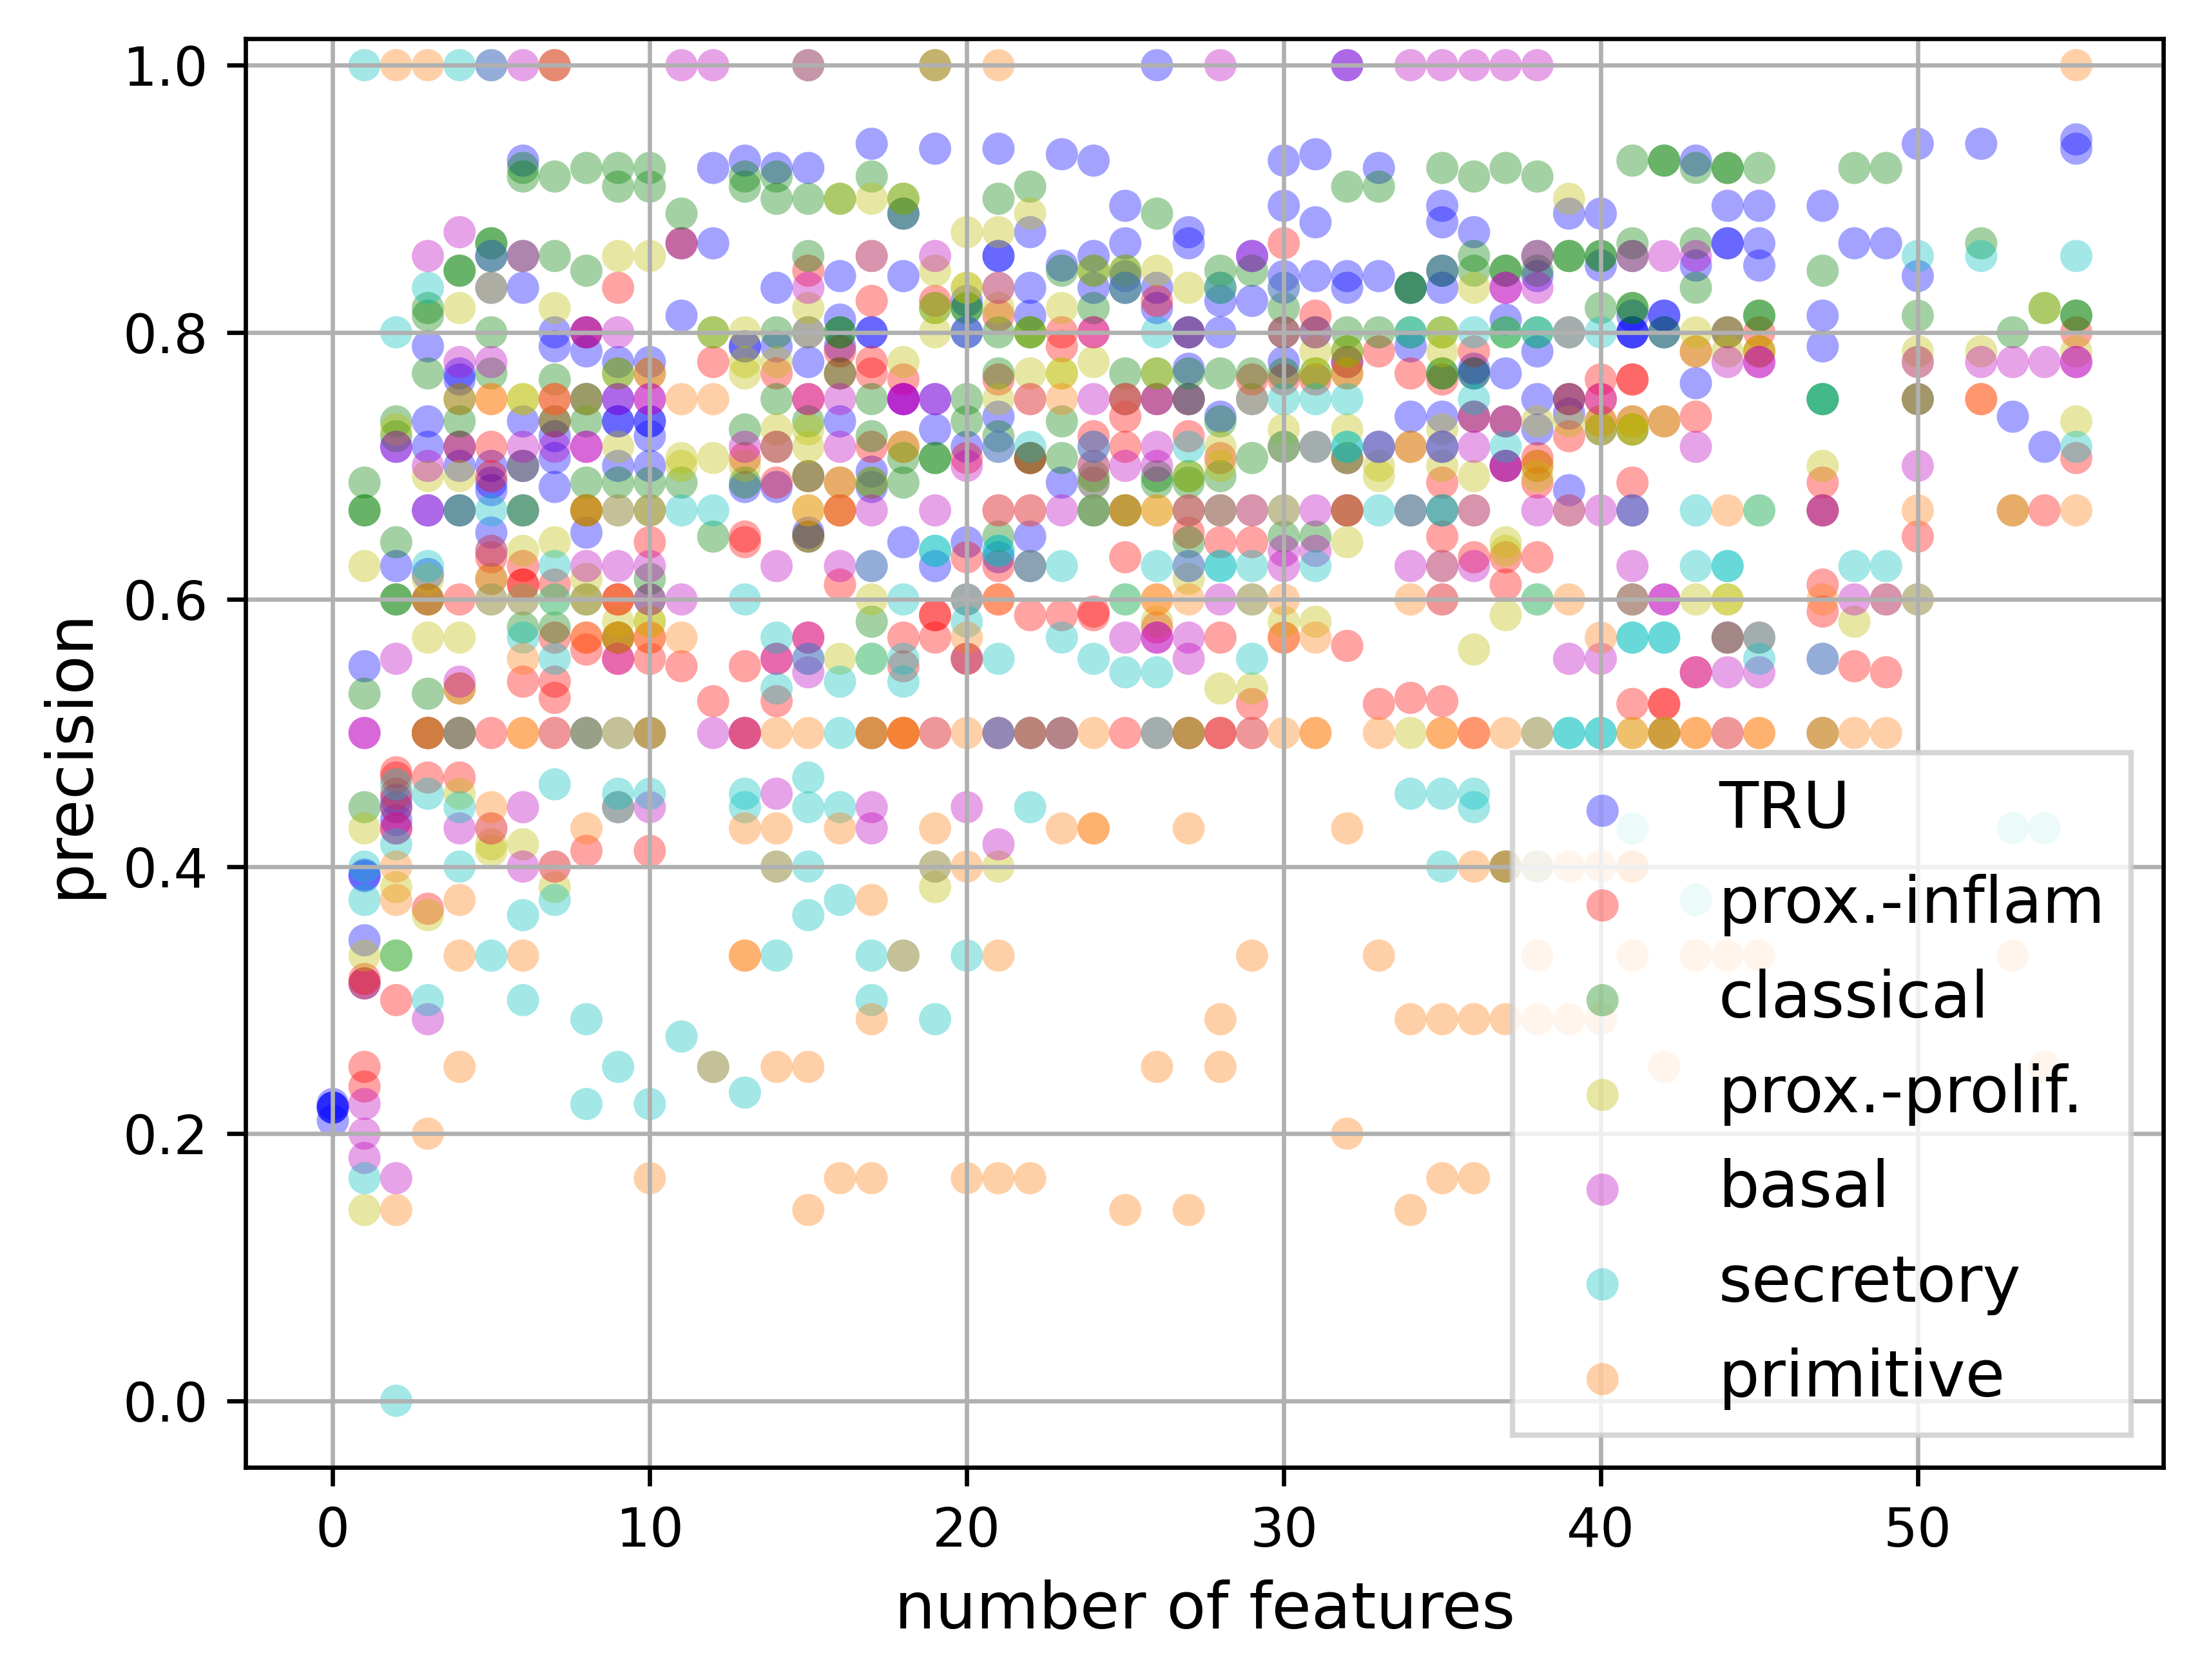 1.0
0.8
0.6
0.4
0.2
0.0
precision
0 10 20 30 40 50
number of features
TRU
prox.-inflam
classical
prox.-prolif.
basal
secretory
primitive